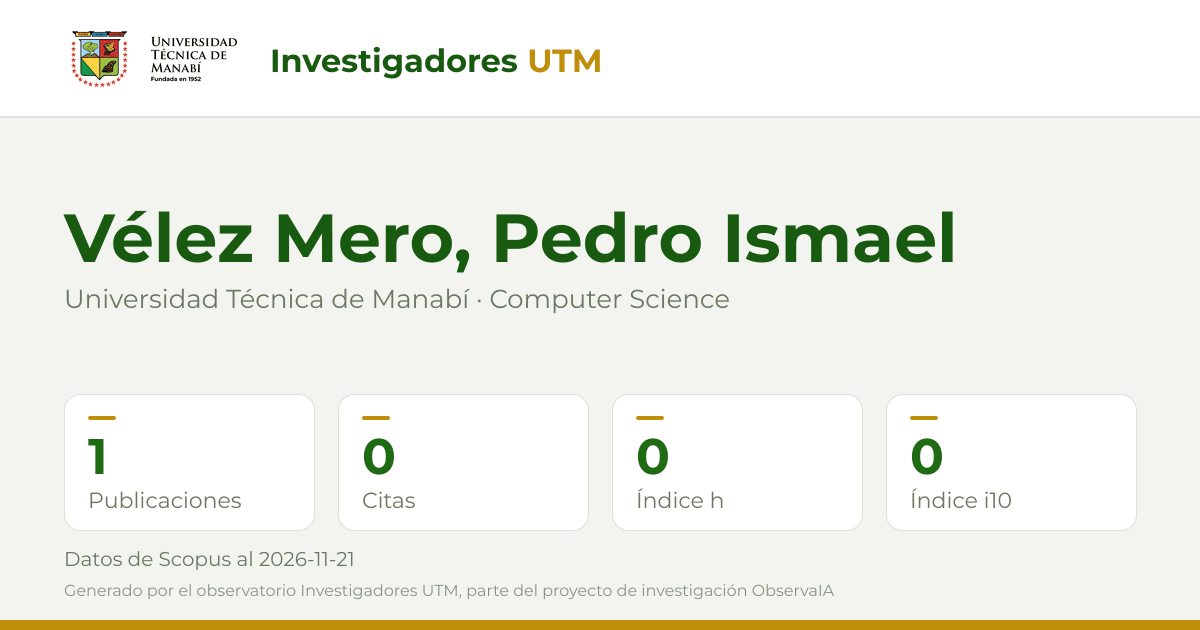 UNIVERSIDAD
TÉCNICA DE
MANABÍ
Fundada en 1952
Investigadores UTM
Vélez Mero, Pedro Ismael
Universidad Técnica de Manabí · Computer Science
1
Publicaciones
0
Citas
0
Índice h
0
Índice i10
Datos de Scopus al 2026-11-21
Generado por el observatorio Investigadores UTM, parte del proyecto de investigación ObservaIA